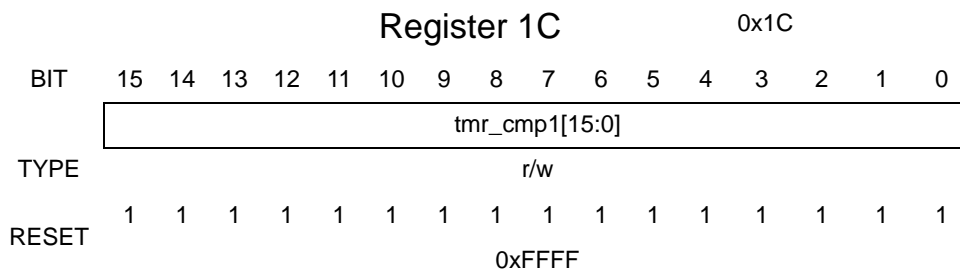 Register 1C 0x1C
BIT 15 14 13 12 11 10 9 8 7 6 5 4 3 2 1 0
tmr_cmp1[15:0]
TYPE r/w
1 1 1 1 1 1 1 1 1 1 1 1 1 1 1 1
RESET
0xFFFF